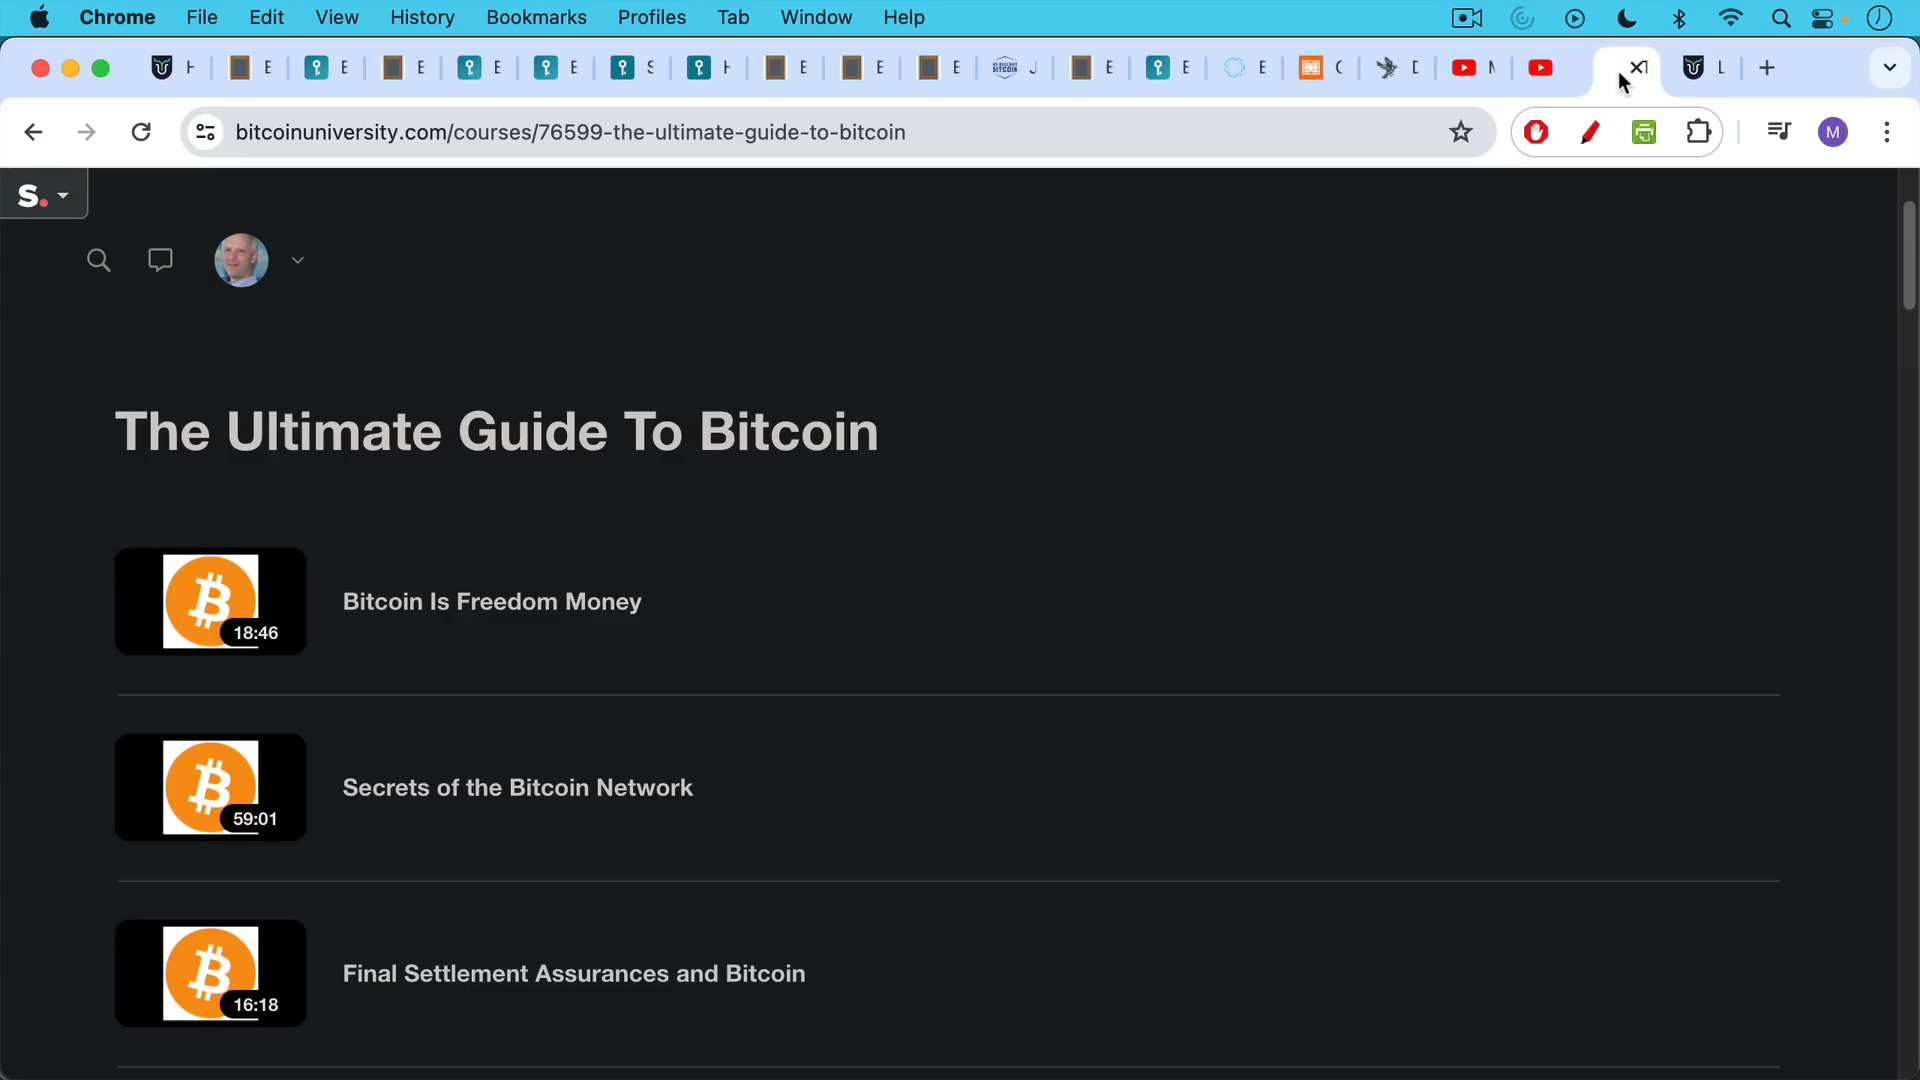 Chrome File Edit View History Bookmarks Profiles Tab Window Help
bitcoinuniversity.com/courses/76599-the-ultimate-guide-to-bitcoin
M
S.
The Ultimate Guide To Bitcoin
18:46
Bitcoin Is Freedom Money
59:01
Secrets of the Bitcoin Network
16:18
Final Settlement Assurances and Bitcoin